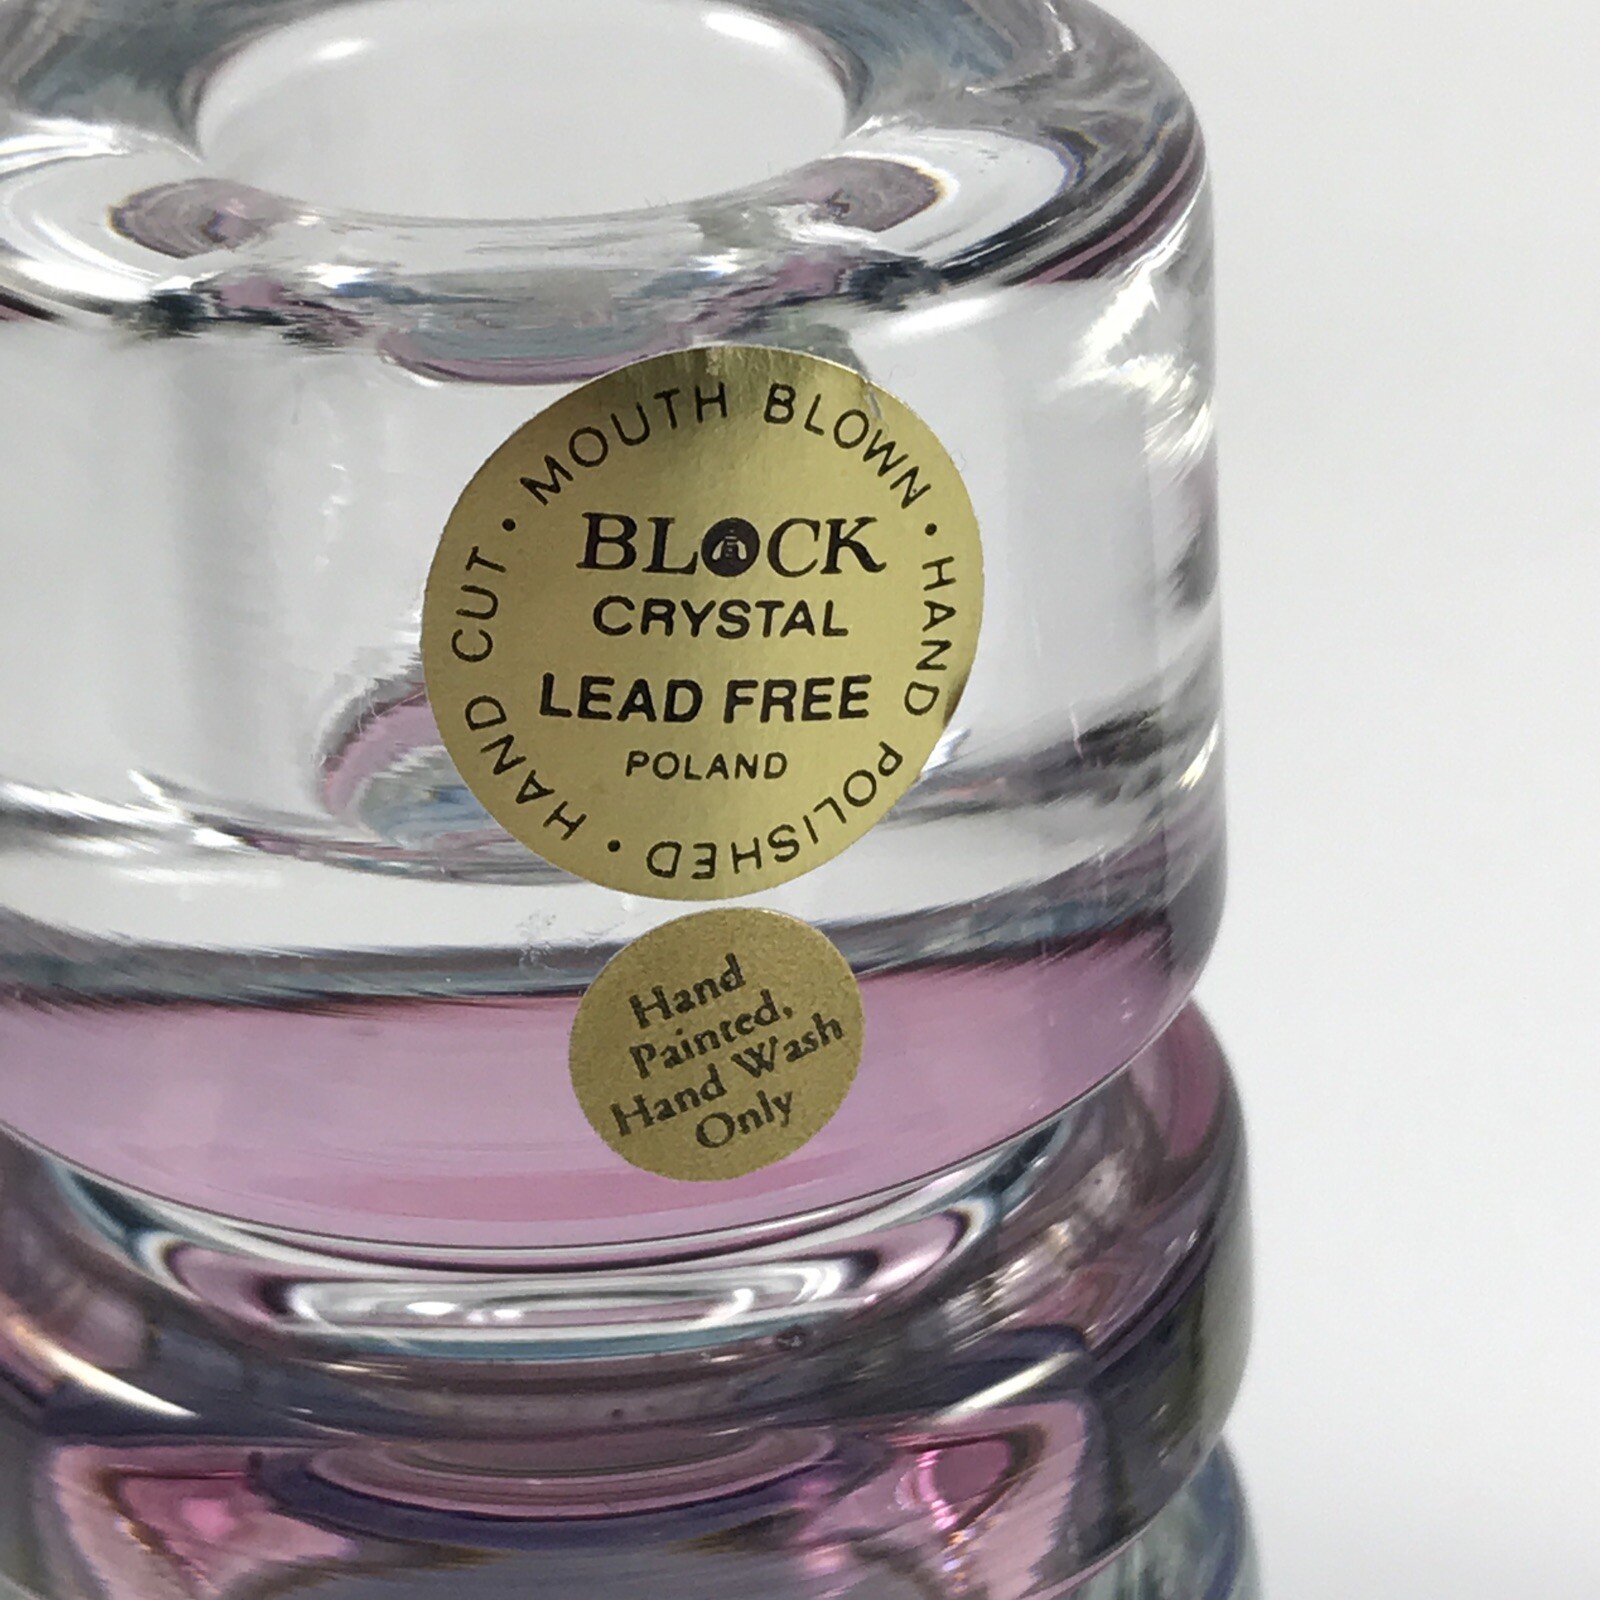 MOUTH BLOWN • HAND POLISHED • HAND CUT •
BLOCK
CRYSTAL
LEAD FREE
POLAND
Hand
Painted,
Hand Wash
Only